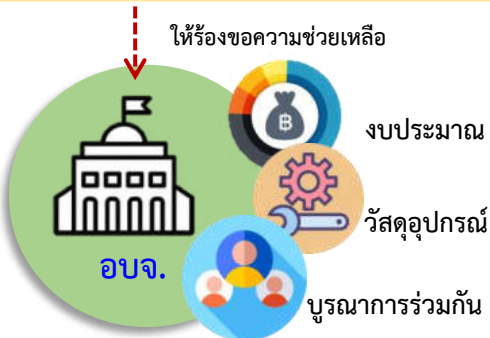 ให้ร้องขอความช่วยเหลือ
งบประมาณ
วัสดุอุปกรณ์
อบจ.
บูรณาการร่วมกัน